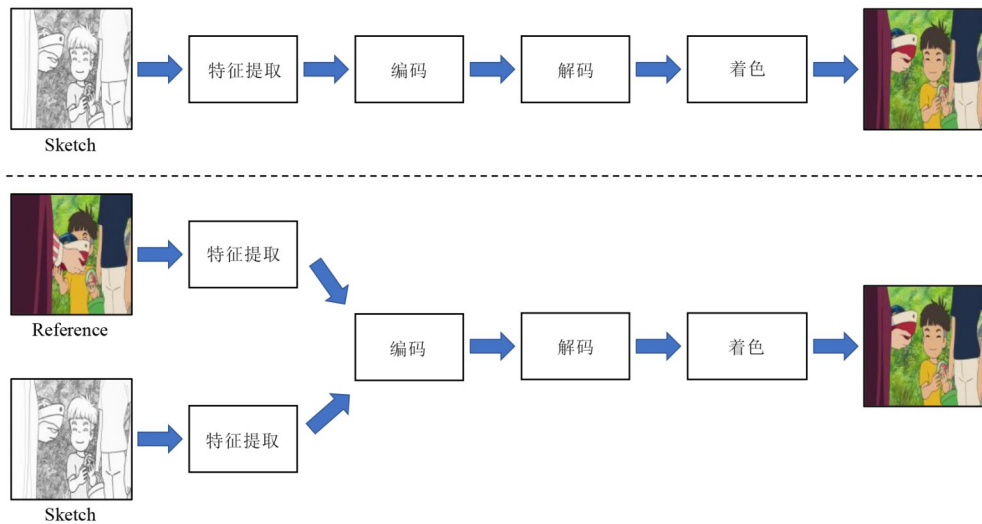 特征提取
编码
解码
着色
Sketch
特征提取
Reference
编码
解码
着色
特征提取
Sketch